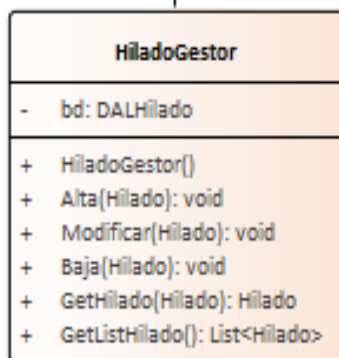 HiladoGestor
- bd: DALHilado
+ HiladoGestor()
+ Alta(Hilado): void
+ Modificar(Hilado): void
+ Baja(Hilado): void
+ GetHilado(Hilado): Hilado
+ GetListHilado(): List<Hilado>